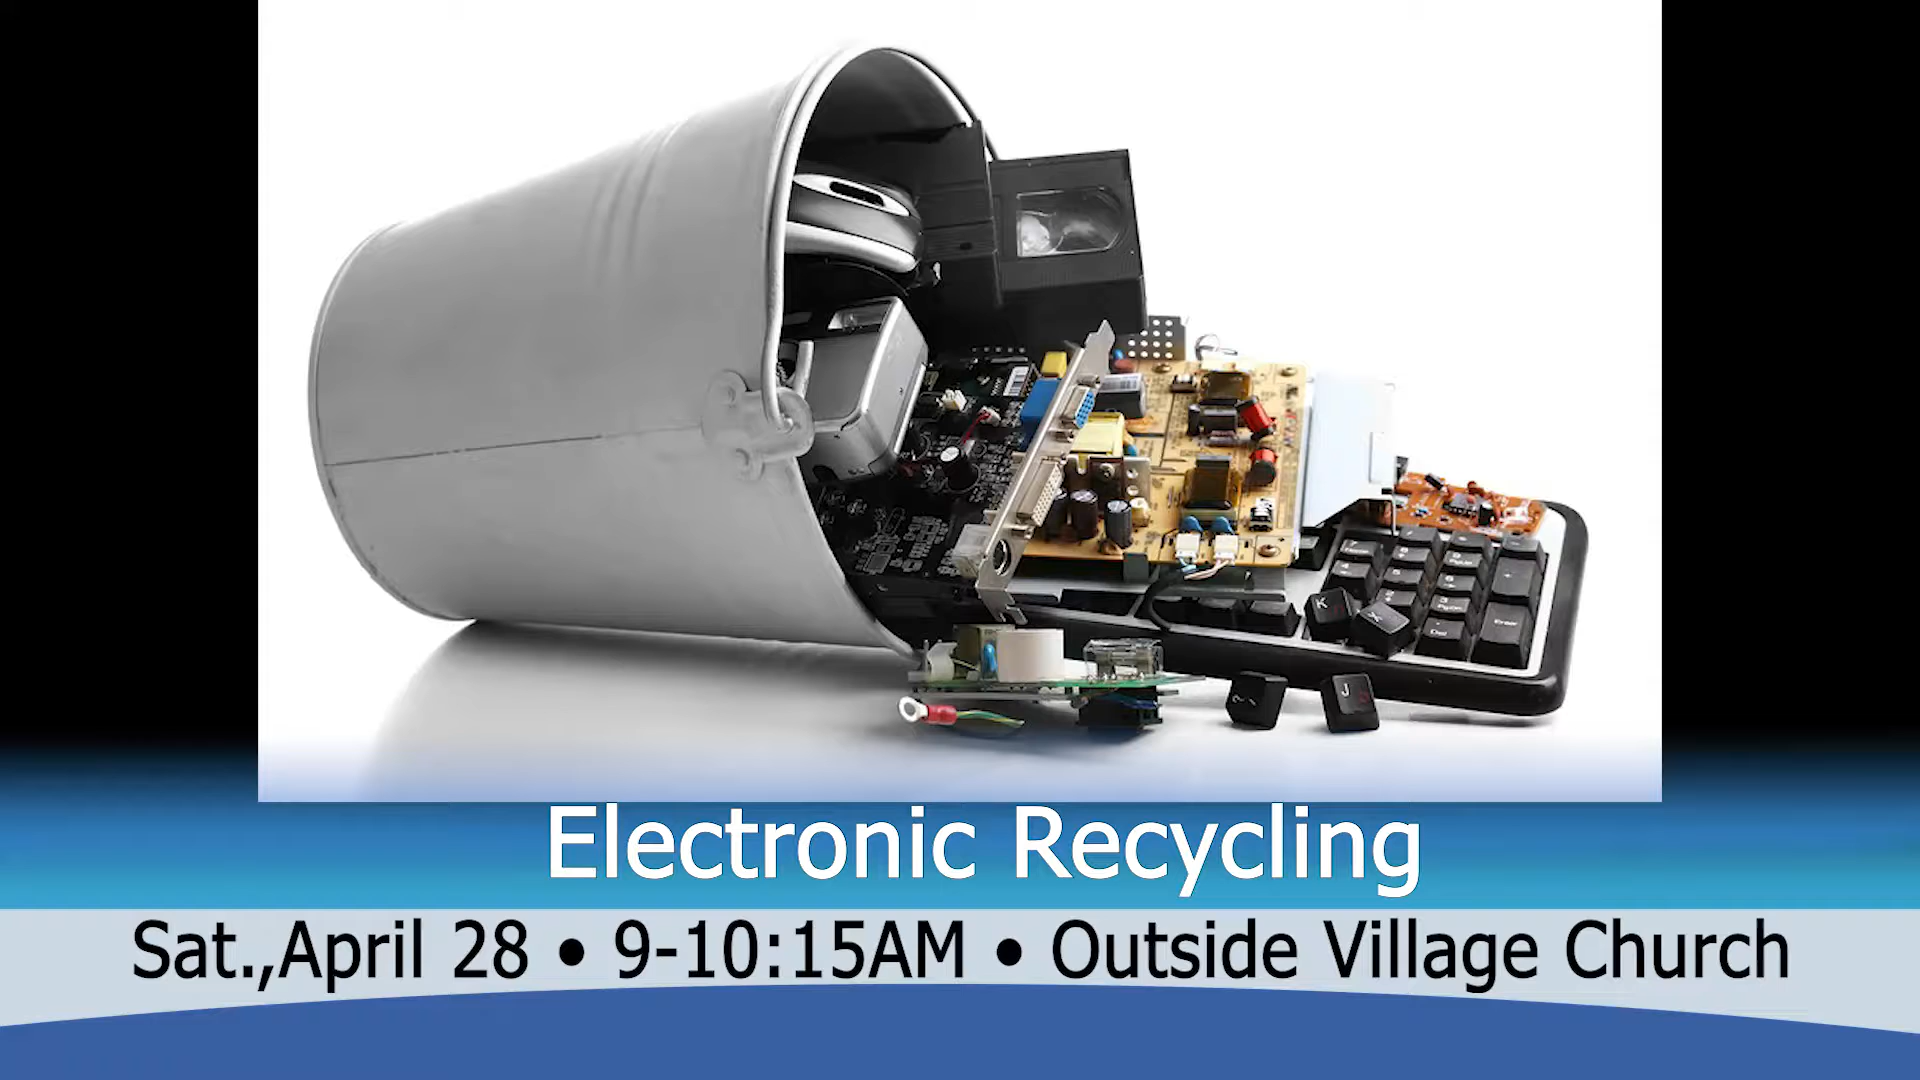 Electronic Recycling
Sat.,April 28 • 9-10:15AM • Outside Village Church